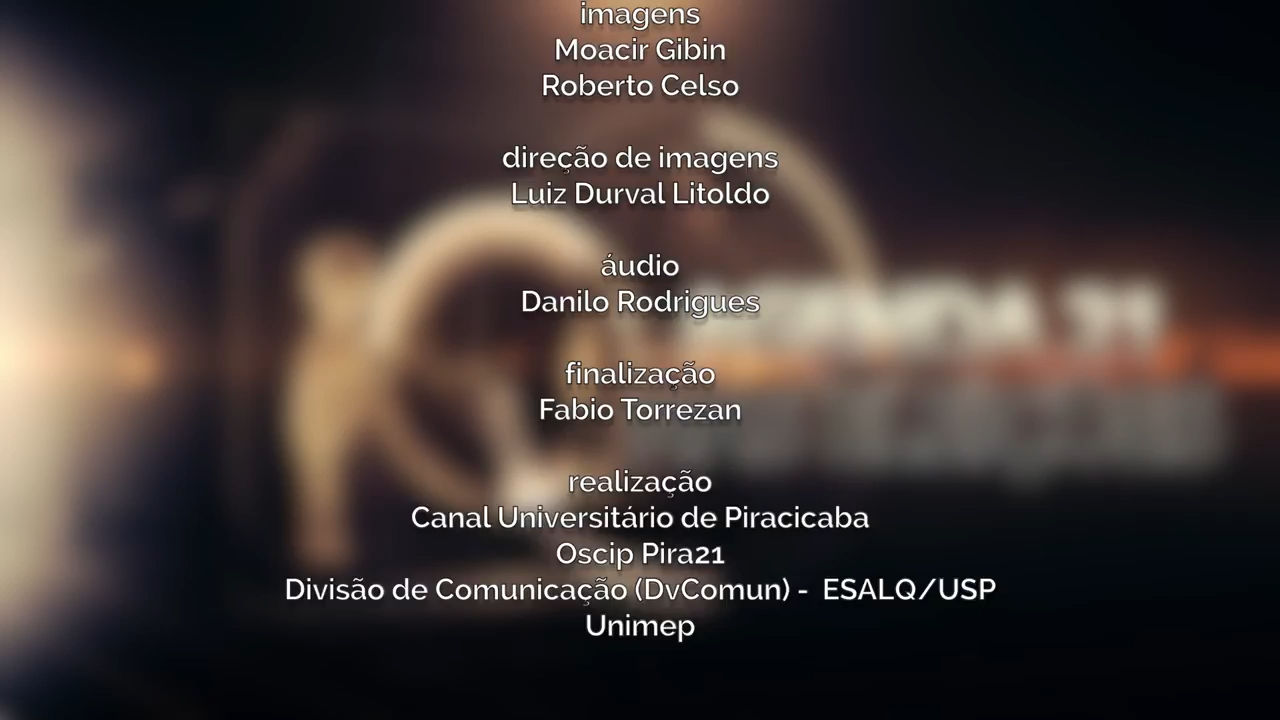 imagens
Moacir Gibin
Roberto Celso
direção de imagens
Luiz Durval Litoldo
áudio
Danilo Rodrigues
finalização
Fabio Torrezan
realização
Canal Universitário de Piracicaba
Oscip Pira21
Divisão de Comunicação (DvComun) -  ESALQ/USP
Unimep